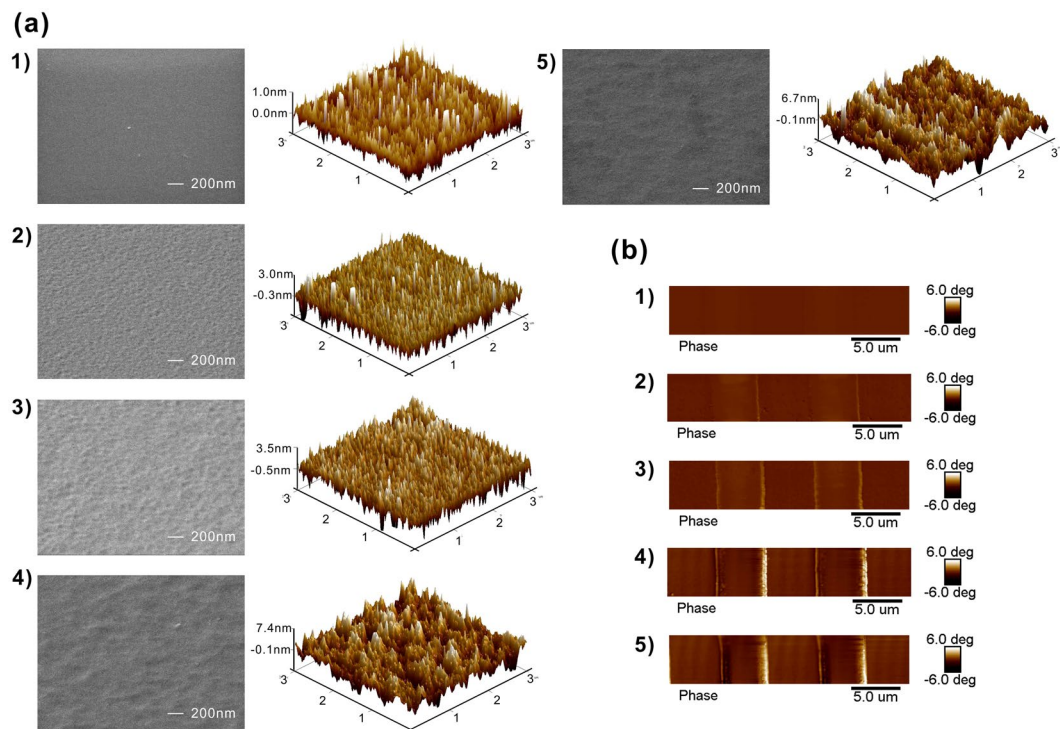 (a)
1)
200nm
1.0nm
0.0nm
3
2
1
1
2
3
2)
200nm
3.0nm
-0.3nm
3
2
1
1
2
3
3)
200nm
3.5nm
-0.5nm
3
2
1
1
2
3
4)
200nm
7.4nm
-0.1nm
3
2
1
1
2
3
5)
200nm
6.7nm
-0.1nm
3
2
1
1
2
3
(b)
1)
6.0 deg
-6.0 deg
Phase
5.0 um
2)
6.0 deg
-6.0 deg
Phase
5.0 um
3)
6.0 deg
-6.0 deg
Phase
5.0 um
4)
6.0 deg
-6.0 deg
Phase
5.0 um
5)
6.0 deg
-6.0 deg
Phase
5.0 um